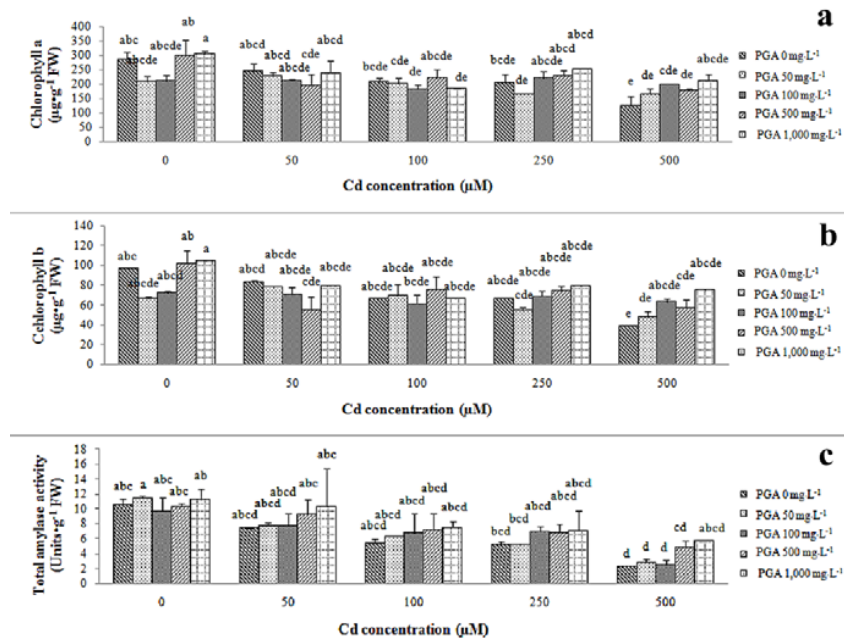 a
Chlorophyll a
(µg·g⁻¹ FW)
400
350
300
250
200
150
100
50
0
abc
abcde
ab
a
abcd
abcd
abcde
cde
abcd
bcde
cde
de
abcde
de
bcde
de
abcde
abcd
e
de
de
de
PGA 0 mg·L⁻¹
PGA 50 mg·L⁻¹
PGA 100 mg·L⁻¹
PGA 500 mg·L⁻¹
PGA 1,000 mg·L⁻¹
0
50
100
250
500
Cd concentration (µM)
b
Cchlorophyll b
(µg·g⁻¹ FW)
140
120
100
80
60
40
20
0
abc
abcde
abcd
ab
a
abcd
abcde
abcde
cde
abcde
abcde
abcde
bcde
abcde
abcde
abcde
cde
abcde
abcde
abcde
e
de
abcde
cde
abcde
PGA 0 mg·L⁻¹
PGA 50 mg·L⁻¹
PGA 100 mg·L⁻¹
PGA 500 mg·L⁻¹
PGA 1,000 mg·L⁻¹
0
50
100
250
500
Cd concentration (µM)
c
Total amylase activity
(Units•g⁻¹ FW)
18
16
14
12
10
8
6
4
2
0
abc
a
abc
abc
ab
abcd
abcd
abcd
abc
abc
abcd
abcd
abcd
abcd
abcd
bcd
bcd
abcd
abcd
abcd
d
d
d
cd
abcd
PGA 0 mg·L⁻¹
PGA 50 mg·L⁻¹
PGA 100 mg·L⁻¹
PGA 500 mg·L⁻¹
PGA 1,000 mg·L⁻¹
0
50
100
250
500
Cd concentration (µM)